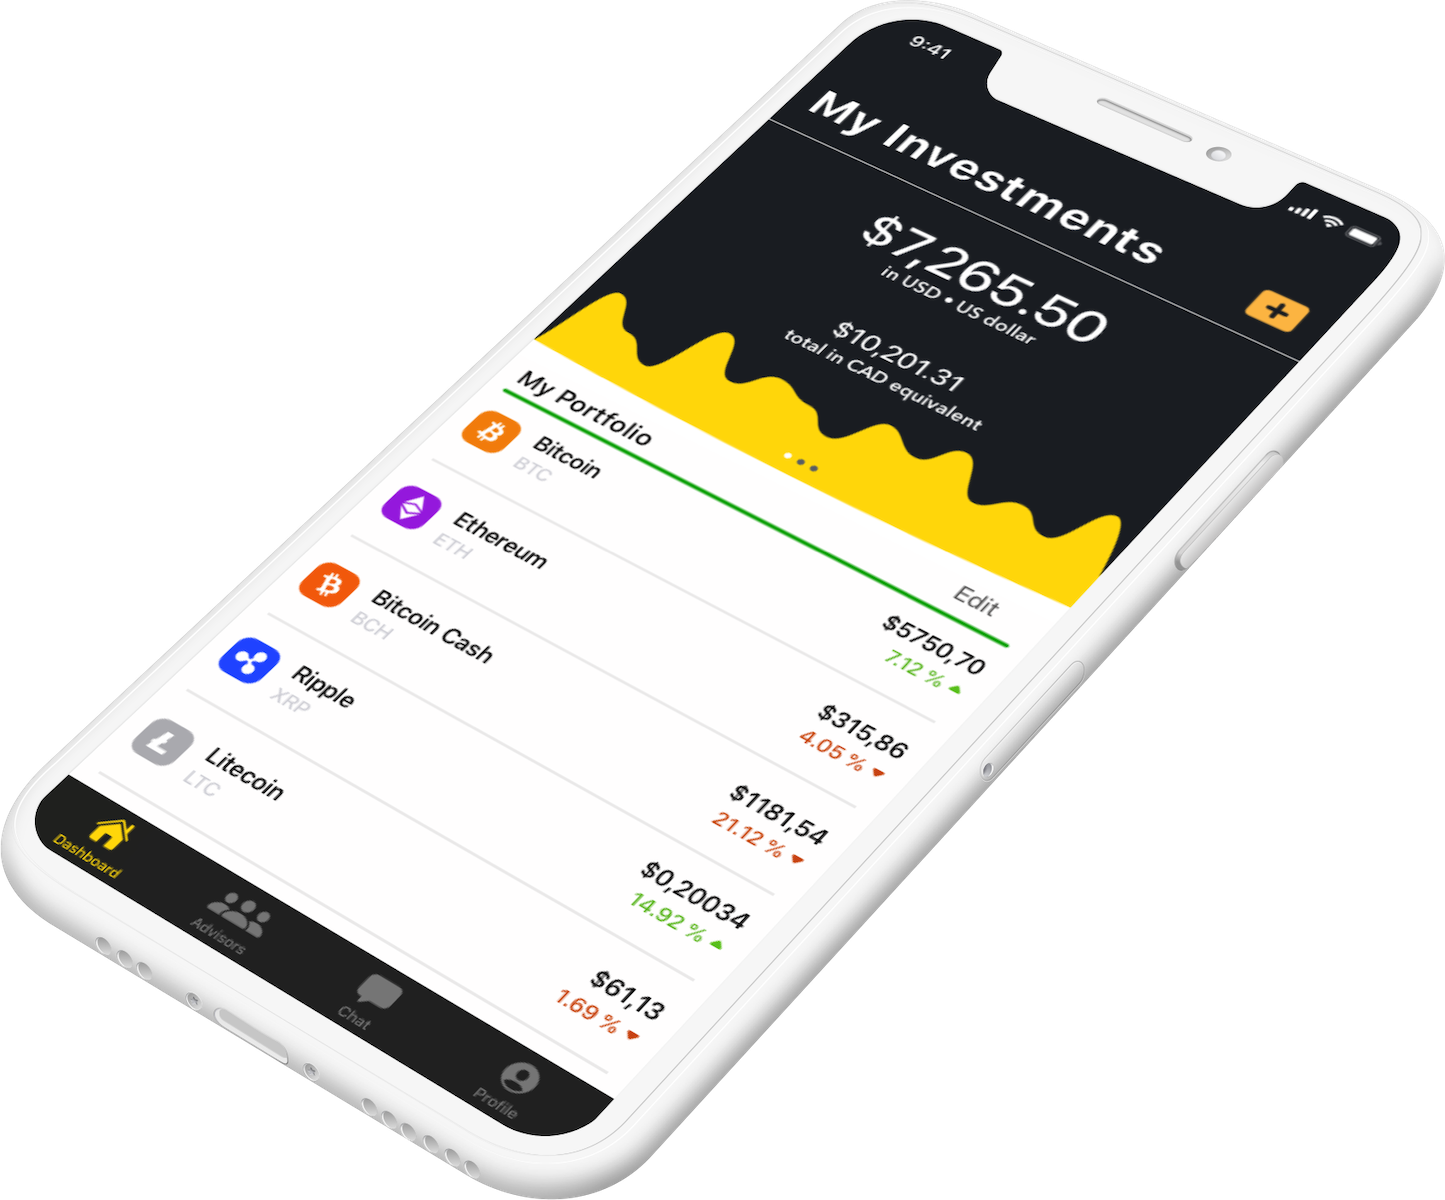 9:41
My Investments
$7,265.50
in USD • US dollar
$10,201.31
total in CAD equivalent
My Portfolio
Edit
Bitcoin
BTC
$5750,70
7.12 %
Ethereum
ETH
$315,86
4.05 %
Bitcoin Cash
BCH
$1181,54
21.12 %
Ripple
XRP
$0,20034
14.92 %
Litecoin
LTC
$61,13
1.69 %
Dashboard
Advisors
Chat
Profile